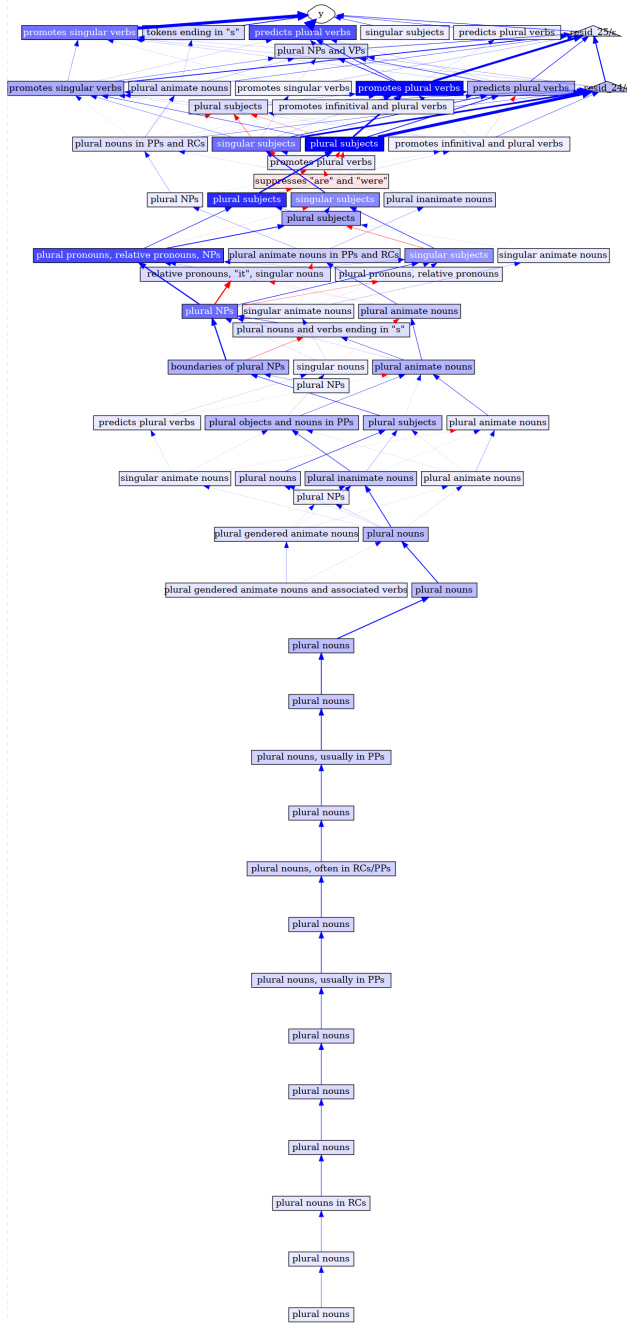 y
promotes singular verbs
tokens ending in "s"
predicts plural verbs
singular subjects
predicts plural verbs
resid_25/ε
plural NPs and VPs
promotes singular verbs
plural animate nouns
promotes singular verbs
promotes plural verbs
predicts plural verbs
resid_24/ε
plural subjects
promotes infinitival and plural verbs
plural nouns in PPs and RCs
singular subjects
plural subjects
promotes infinitival and plural verbs
promotes plural verbs
suppresses "are" and "were"
plural NPs
plural subjects
singular subjects
plural inanimate nouns
plural subjects
plural pronouns, relative pronouns, NPs
plural animate nouns in PPs and RCs
singular subjects
singular animate nouns
relative pronouns, "it", singular nouns
plural pronouns, relative pronouns
plural NPs
singular animate nouns
plural animate nouns
plural nouns and verbs ending in "s"
boundaries of plural NPs
singular nouns
plural animate nouns
plural NPs
predicts plural verbs
plural objects and nouns in PPs
plural subjects
plural animate nouns
singular animate nouns
plural nouns
plural inanimate nouns
plural animate nouns
plural NPs
plural gendered animate nouns
plural nouns
plural gendered animate nouns and associated verbs
plural nouns
plural nouns
plural nouns
plural nouns, usually in PPs
plural nouns
plural nouns, often in RCs/PPs
plural nouns
plural nouns, usually in PPs
plural nouns
plural nouns
plural nouns
plural nouns in RCs
plural nouns
plural nouns